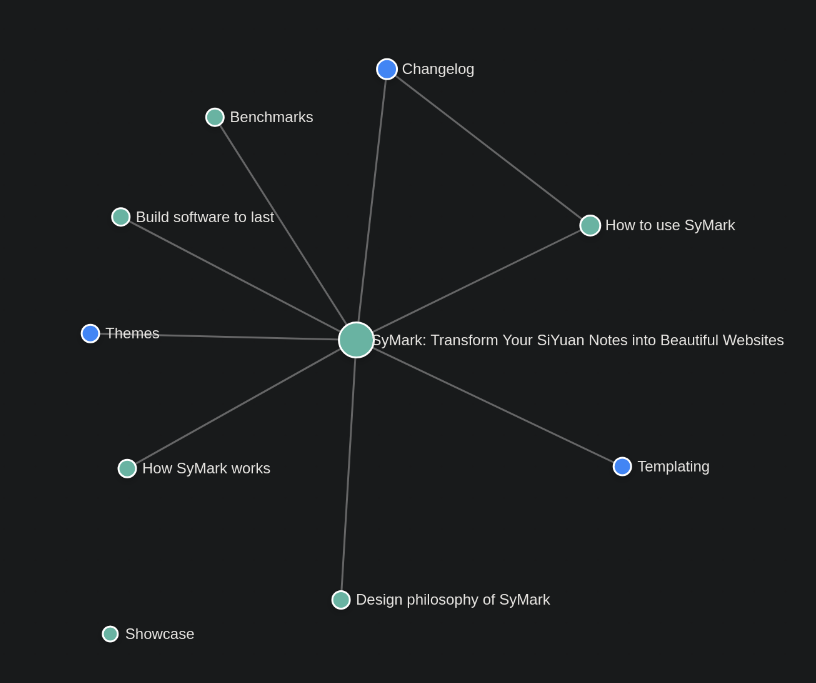 Changelog
Benchmarks
Build software to last
How to use SyMark
Themes
SyMark: Transform Your SiYuan Notes into Beautiful Websites
How SyMark works
Templating
Design philosophy of SyMark
Showcase